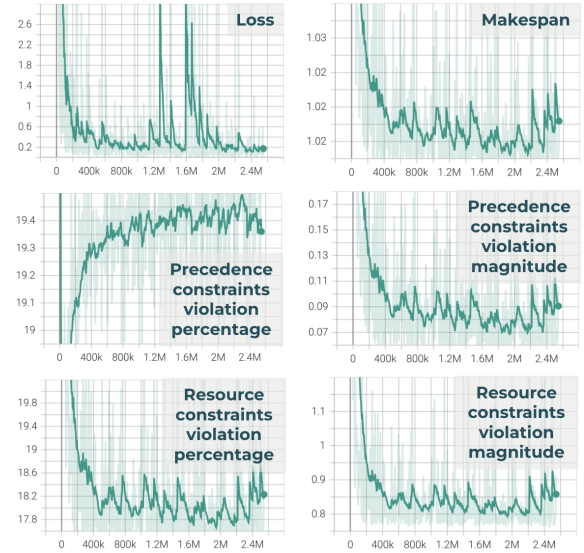 Loss
2.6
2.2
1.8
1.4
1
0.6
0.2
0
400k
800k
1.2M
1.6M
2M
2.4M
Makespan
1.03
1.02
1.02
1.02
0
400k
800k
1.2M
1.6M
2M
2.4M
Precedence
constraints
violation
percentage
19.4
19.3
19.2
19.1
19
0
400k
800k
1.2M
1.6M
2M
2.4M
Precedence
constraints
violation
magnitude
0.17
0.15
0.13
0.11
0.09
0.07
0
400k
800k
1.2M
1.6M
2M
2.4M
Resource
constraints
violation
percentage
19.8
19.4
19
18.6
18.2
17.8
0
400k
800k
1.2M
1.6M
2M
2.4M
Resource
constraints
violation
magnitude
1.1
1
0.9
0.8
0
400k
800k
1.2M
1.6M
2M
2.4M